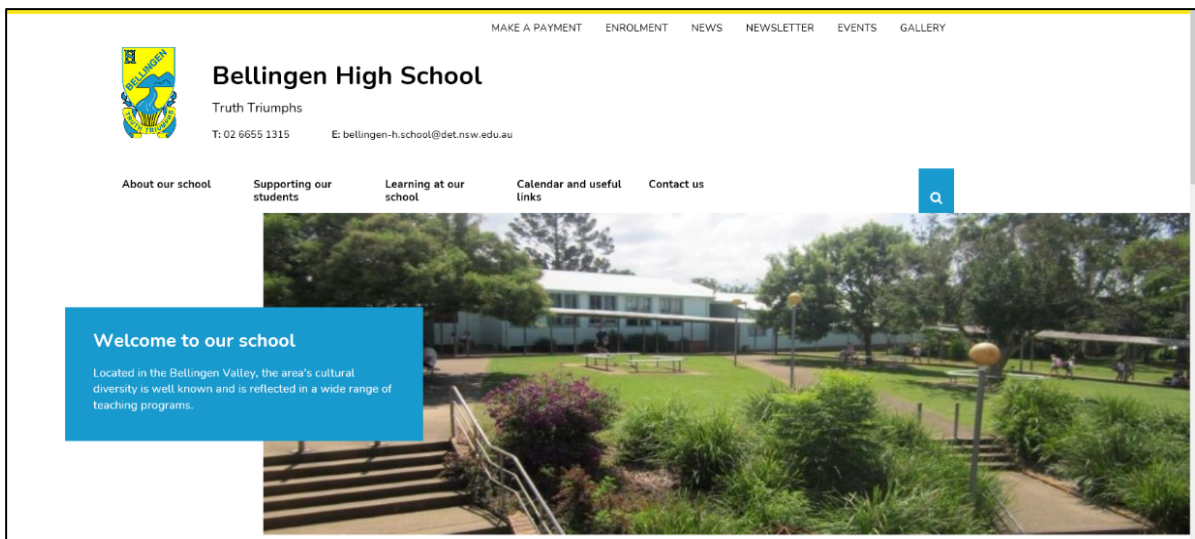 MAKE A PAYMENT ENROLMENT NEWS NEWSLETTER EVENTS GALLERY
BELLINGEN
TRUTH TRIUMPHS
Bellingen High School
Truth Triumphs
T: 02 6655 1315 E: bellingen-h.school@det.nsw.edu.au
About our school Supporting our students Learning at our school Calendar and useful links Contact us
Welcome to our school
Located in the Bellingen Valley, the area's cultural
diversity is well known and is reflected in a wide range of
teaching programs.